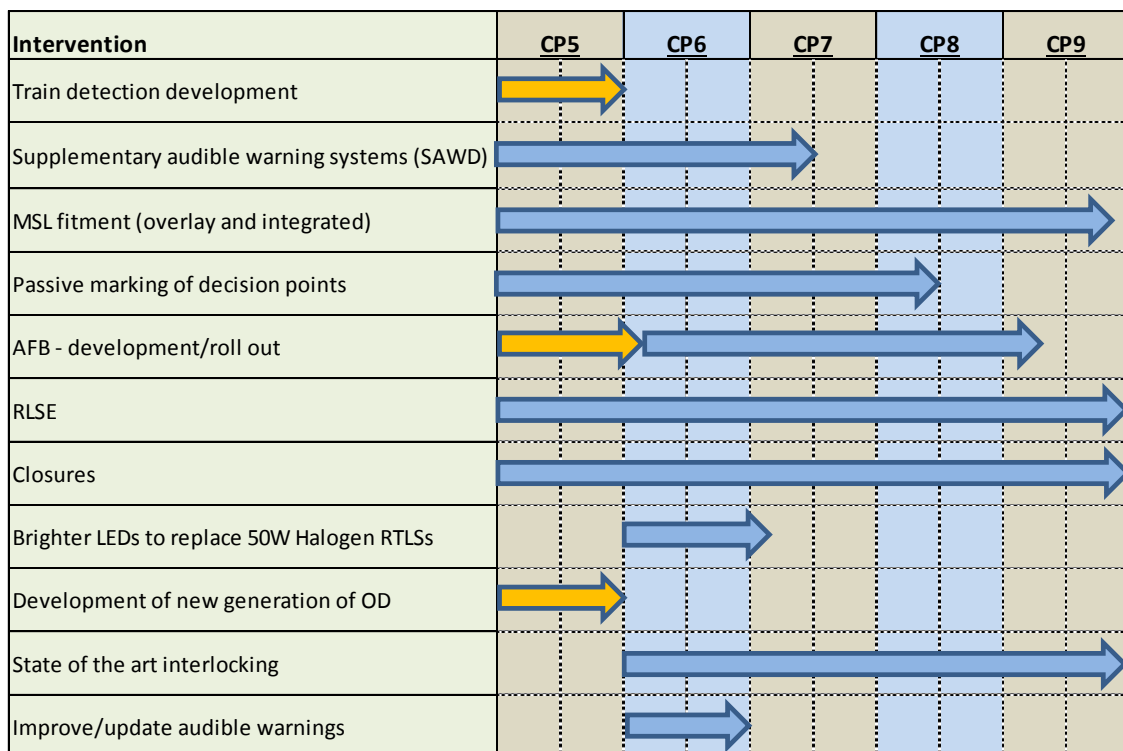 Intervention CP5 CP6 CP7 CP8 CP9
Train detection development
Supplementary audible warning systems (SAWD)
MSL fitment (overlay and integrated)
Passive marking of decision points
AFB - development/roll out
RLSE
Closures
Brighter LEDs to replace 50W Halogen RTLSs
Development of new generation of OD
State of the art interlocking
Improve/update audible warnings